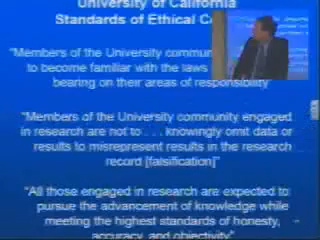 University of California
Standards of Ethical
"Members of the University
to become familiar with the laws
bearing on their areas of responsibility"
"Members of the University community engaged
in research are not to . . . knowingly omit data or
results to misrepresent results in the research
record [falsification]"
"All those engaged in research are expected to
pursue the advancement of knowledge while
meeting the highest standards of honesty,
accuracy, and objectivity"